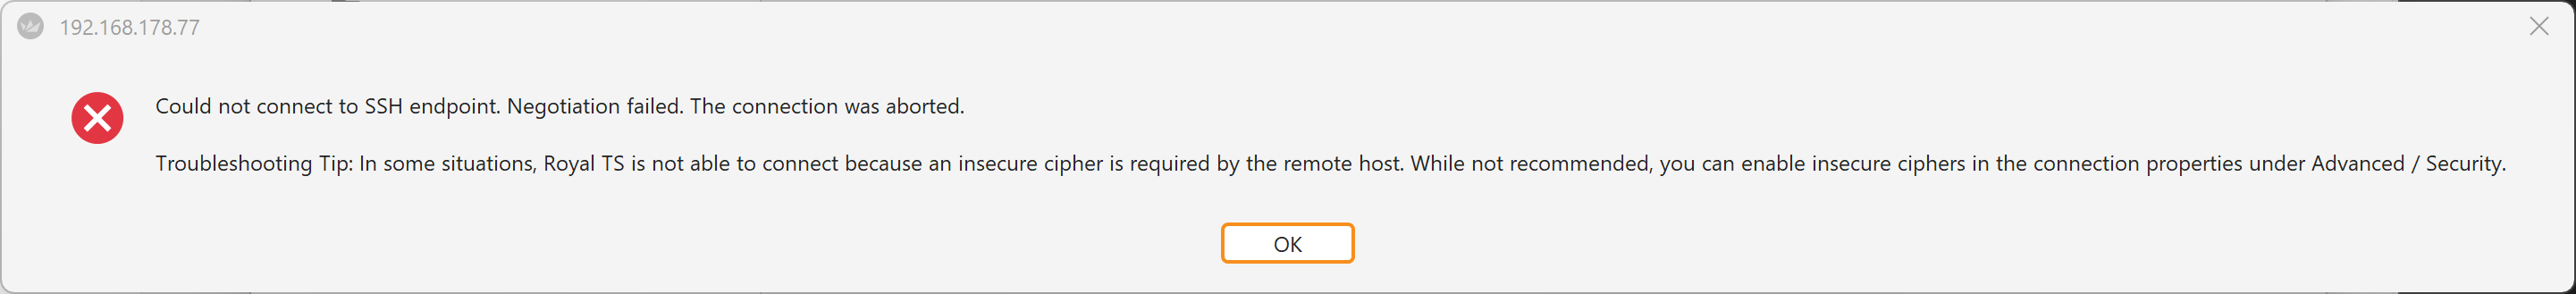 192.168.178.77
Could not connect to SSH endpoint. Negotiation failed. The connection was aborted.
Troubleshooting Tip: In some situations, Royal TS is not able to connect because an insecure cipher is required by the remote host. While not recommended, you can enable insecure ciphers in the connection properties under Advanced / Security.
OK